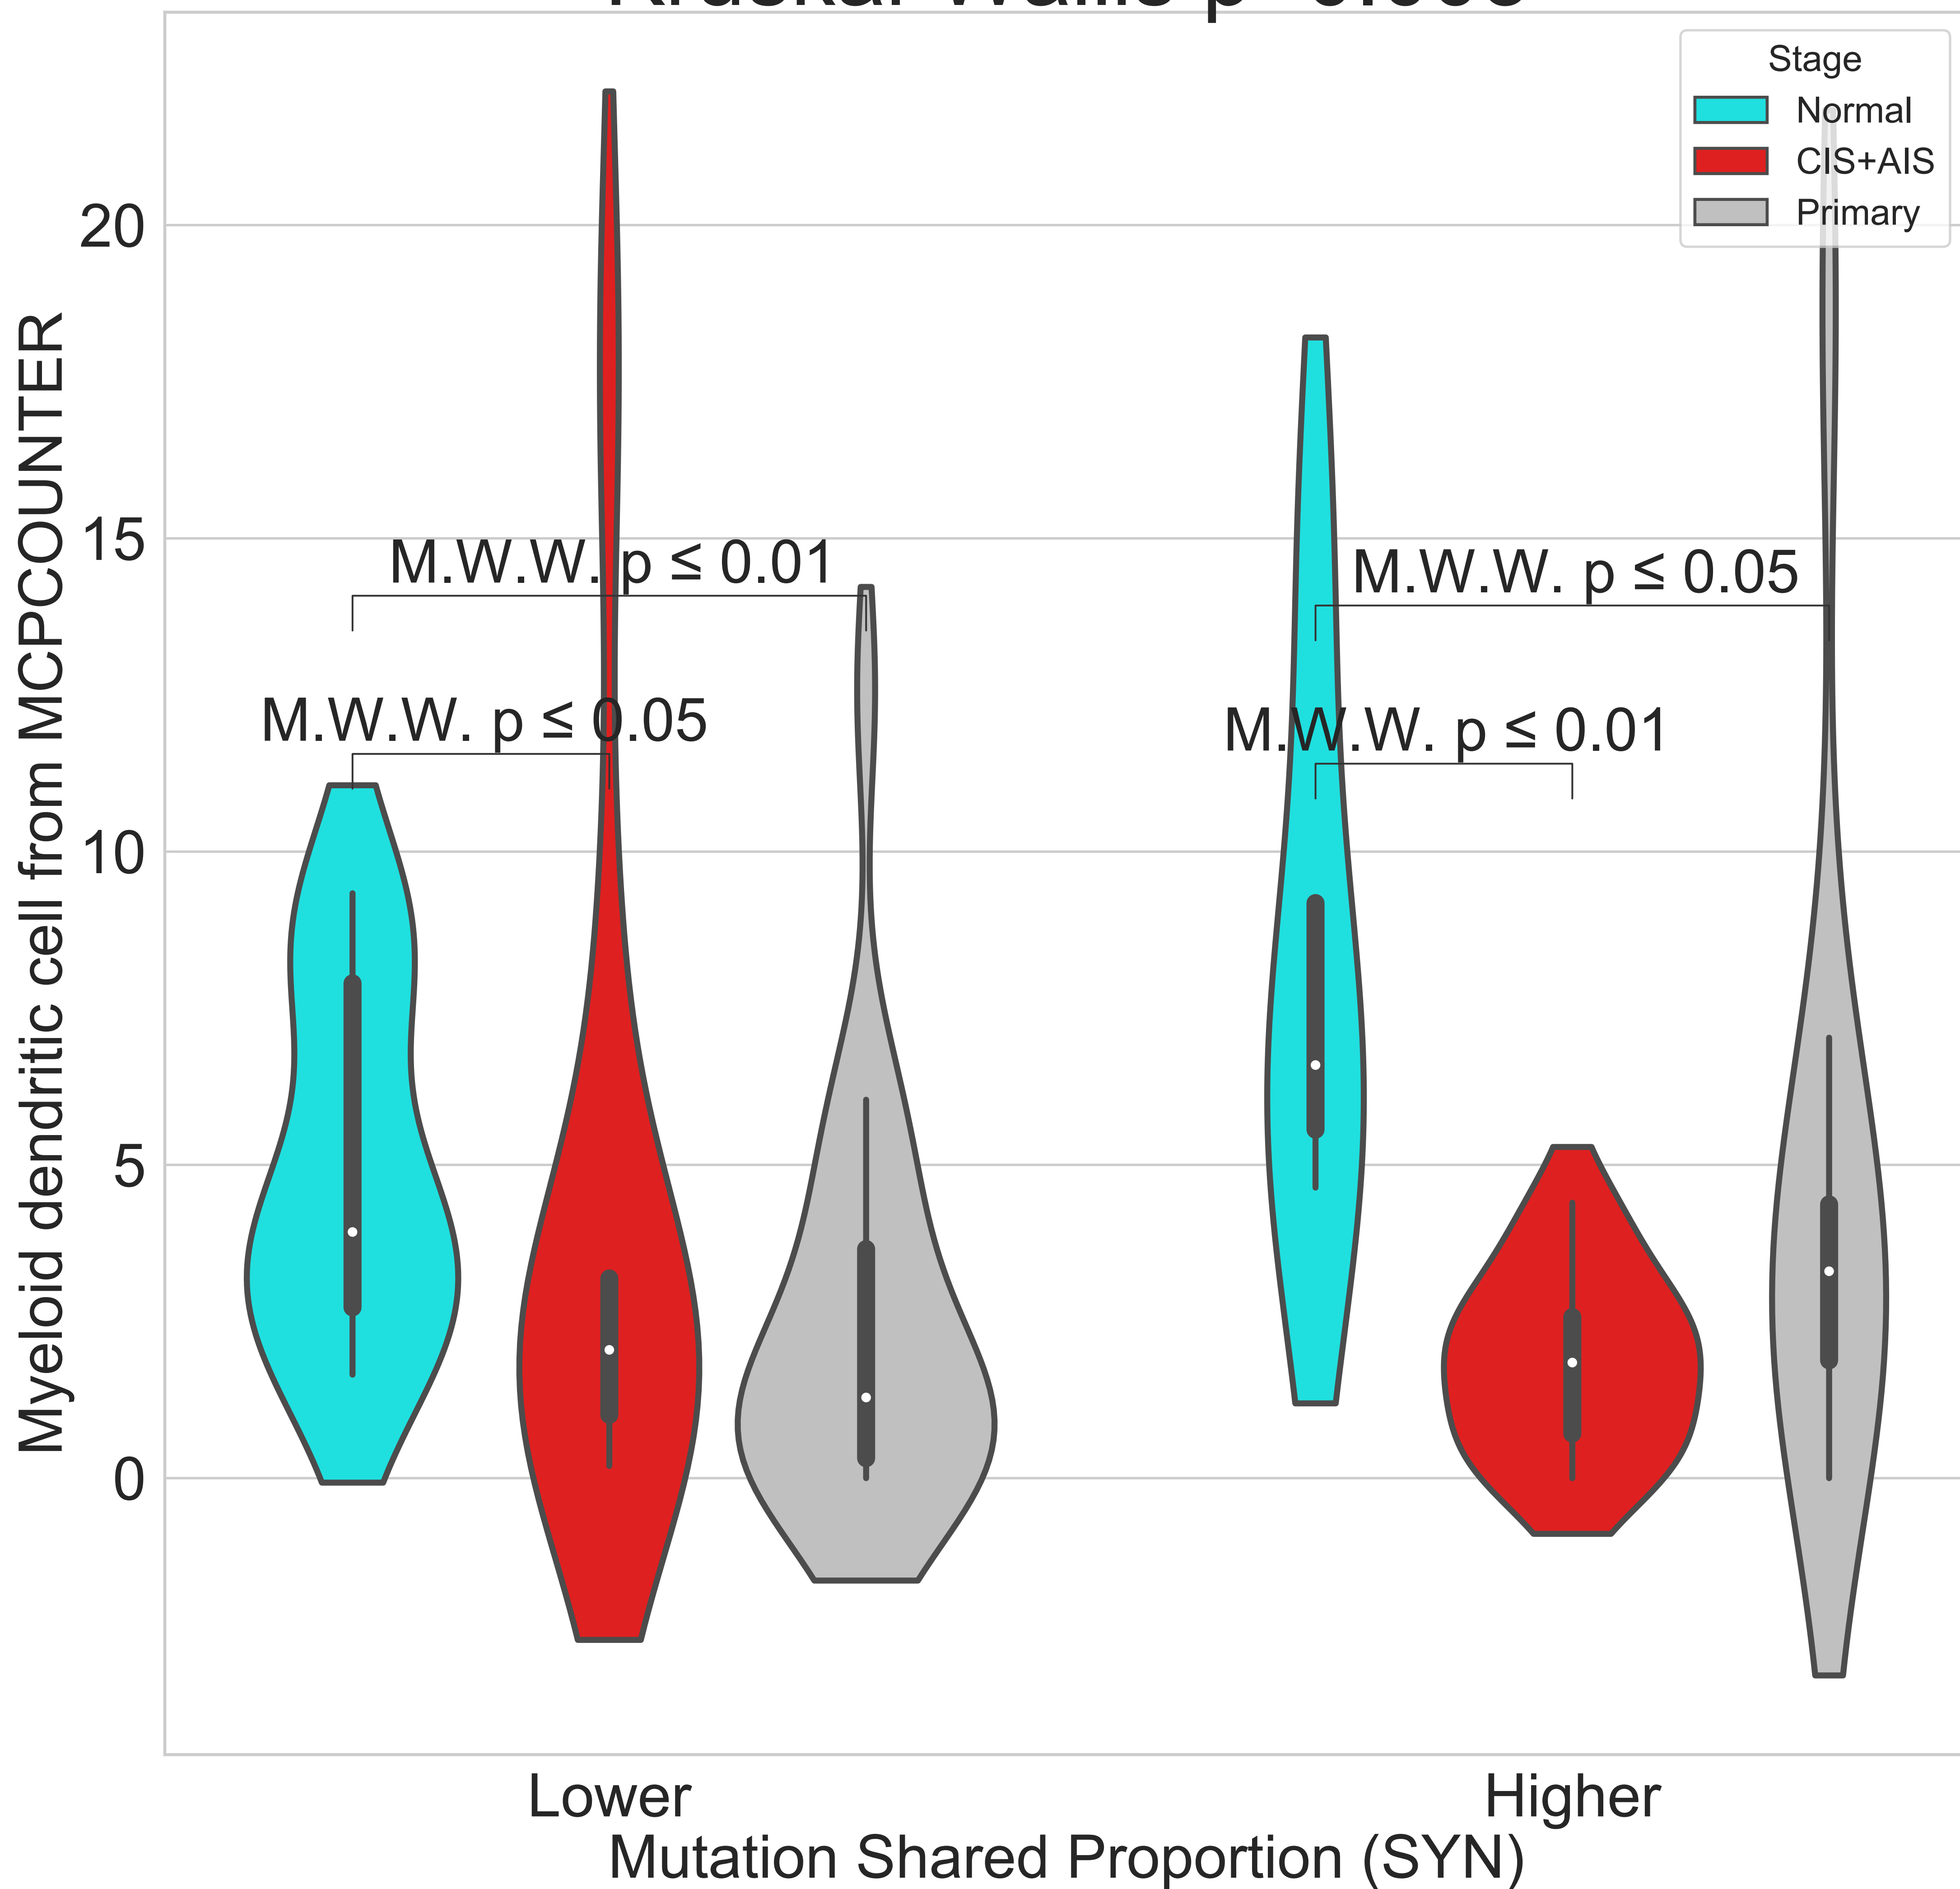 Stage
Normal
CIS+AIS
Primary
20
15
10
5
0
Myeloid dendritic cell from MCPCOUNTER
M.W.W. p ≤ 0.01
M.W.W. p ≤ 0.05
M.W.W. p ≤ 0.05
M.W.W. p ≤ 0.01
Lower
Higher
Mutation Shared Proportion (SYN)